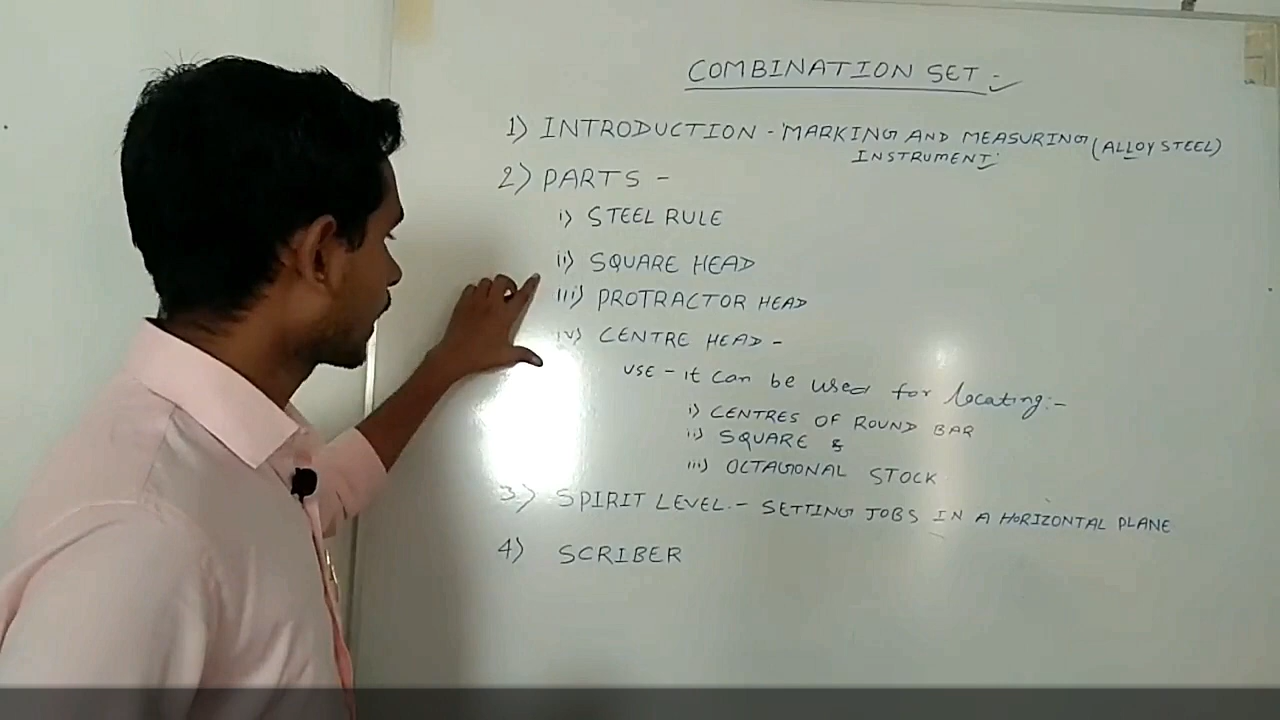 COMBINATION SET -
1) INTRODUCTION - MARKING AND MEASURING (ALLOY STEEL)
INSTRUMENT:
2) PARTS -
i) STEEL RULE
ii) SQUARE HEAD
iii) PROTRACTOR HEAD
iv) CENTRE HEAD -
USE - it can be used for locating:-
i) CENTRES OF ROUND BAR
ii) SQUARE &
iii) OCTAGONAL STOCK
3) SPIRIT LEVEL. - SETTING JOBS IN A HORIZONTAL PLANE
4) SCRIBER